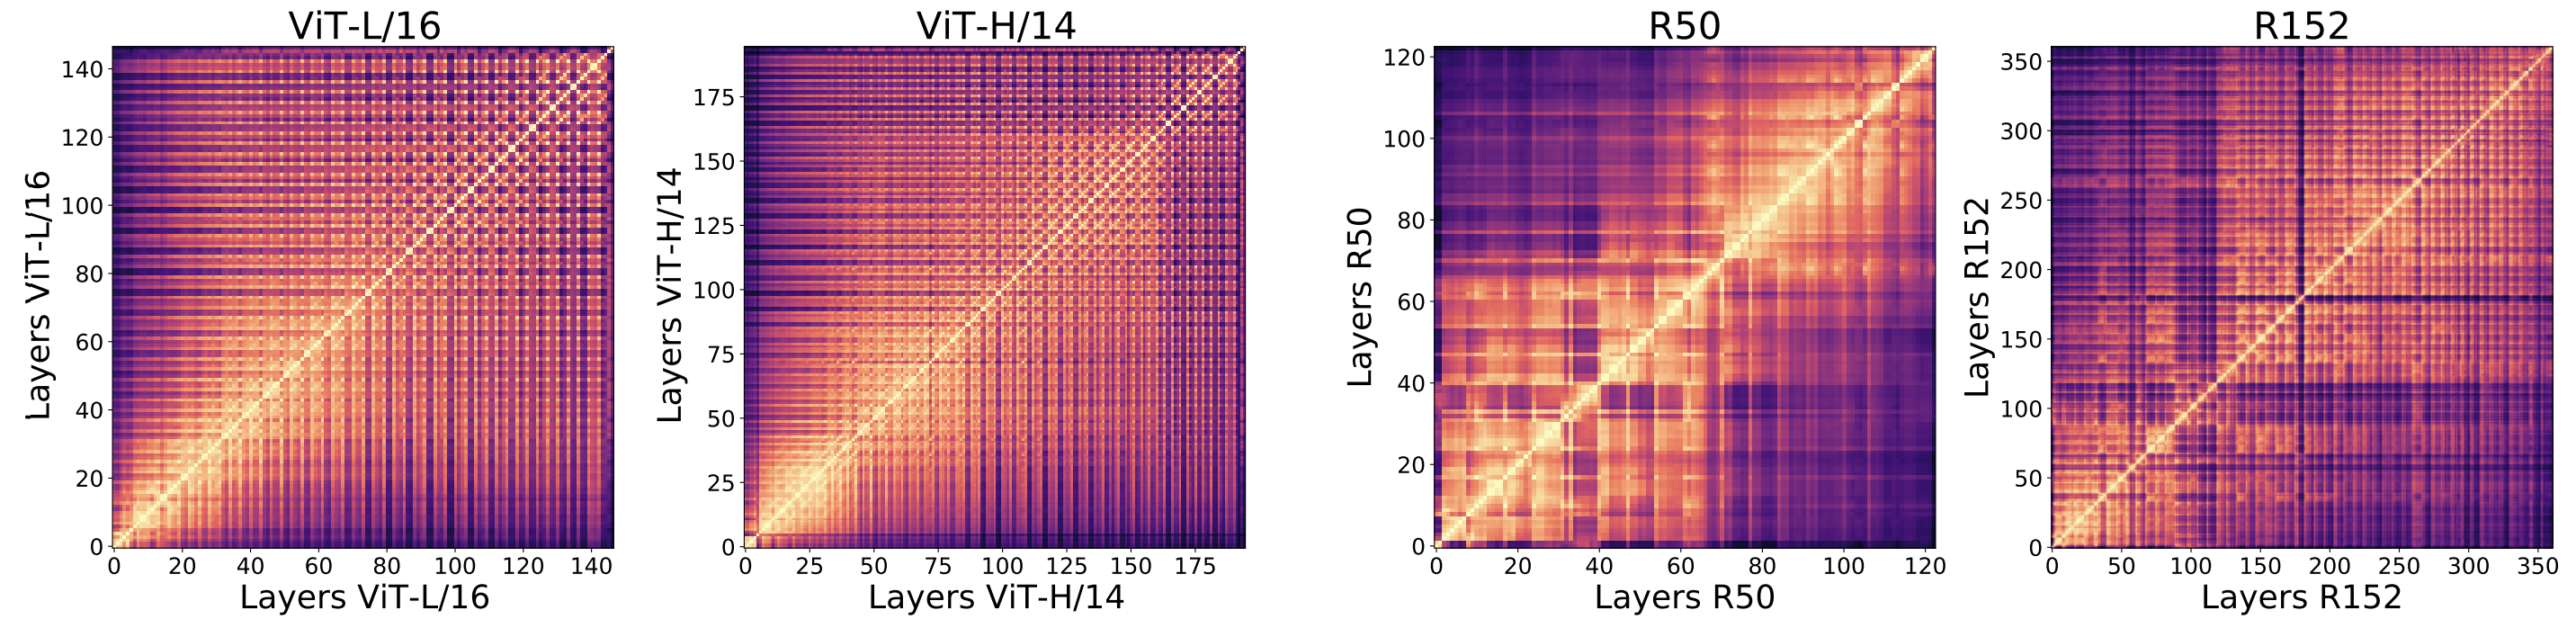 ViT-L/16
Layers ViT-L/16
140
120
100
80
60
40
20
0
0 20 40 60 80 100 120 140
Layers ViT-L/16
ViT-H/14
Layers ViT-H/14
175
150
125
100
75
50
25
0
0 25 50 75 100 125 150 175
Layers ViT-H/14
R50
Layers R50
120
100
80
60
40
20
0
0 20 40 60 80 100 120
Layers R50
R152
Layers R152
350
300
250
200
150
100
50
0
0 50 100 150 200 250 300 350
Layers R152